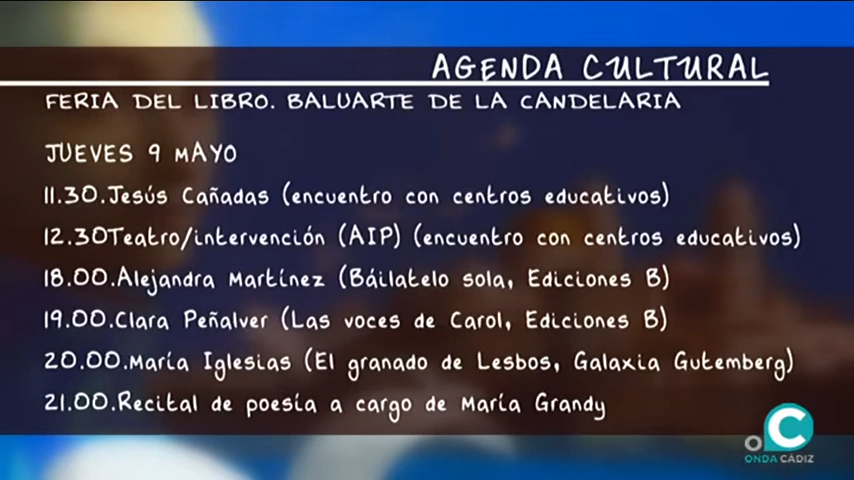 AGENDA CULTURAL
FERIA DEL LIBRO. BALUARTE DE LA CANDELARIA
JUEVES 9 MAYO
11.30.Jesús Cañadas (encuentro con centros educativos)
12.30Teatro/intervención (AIP) (encuentro con centros educativos)
18.00.Alejandra Martínez (Báilatelo sola, Ediciones B)
19.00.Clara Peñalver (Las voces de Carol, Ediciones B)
20.00.María Iglesias (El granado de Lesbos, Galaxia Gutemberg)
21.00.Recital de poesía a cargo de María Grandy
OC
ONDA CÁDIZ